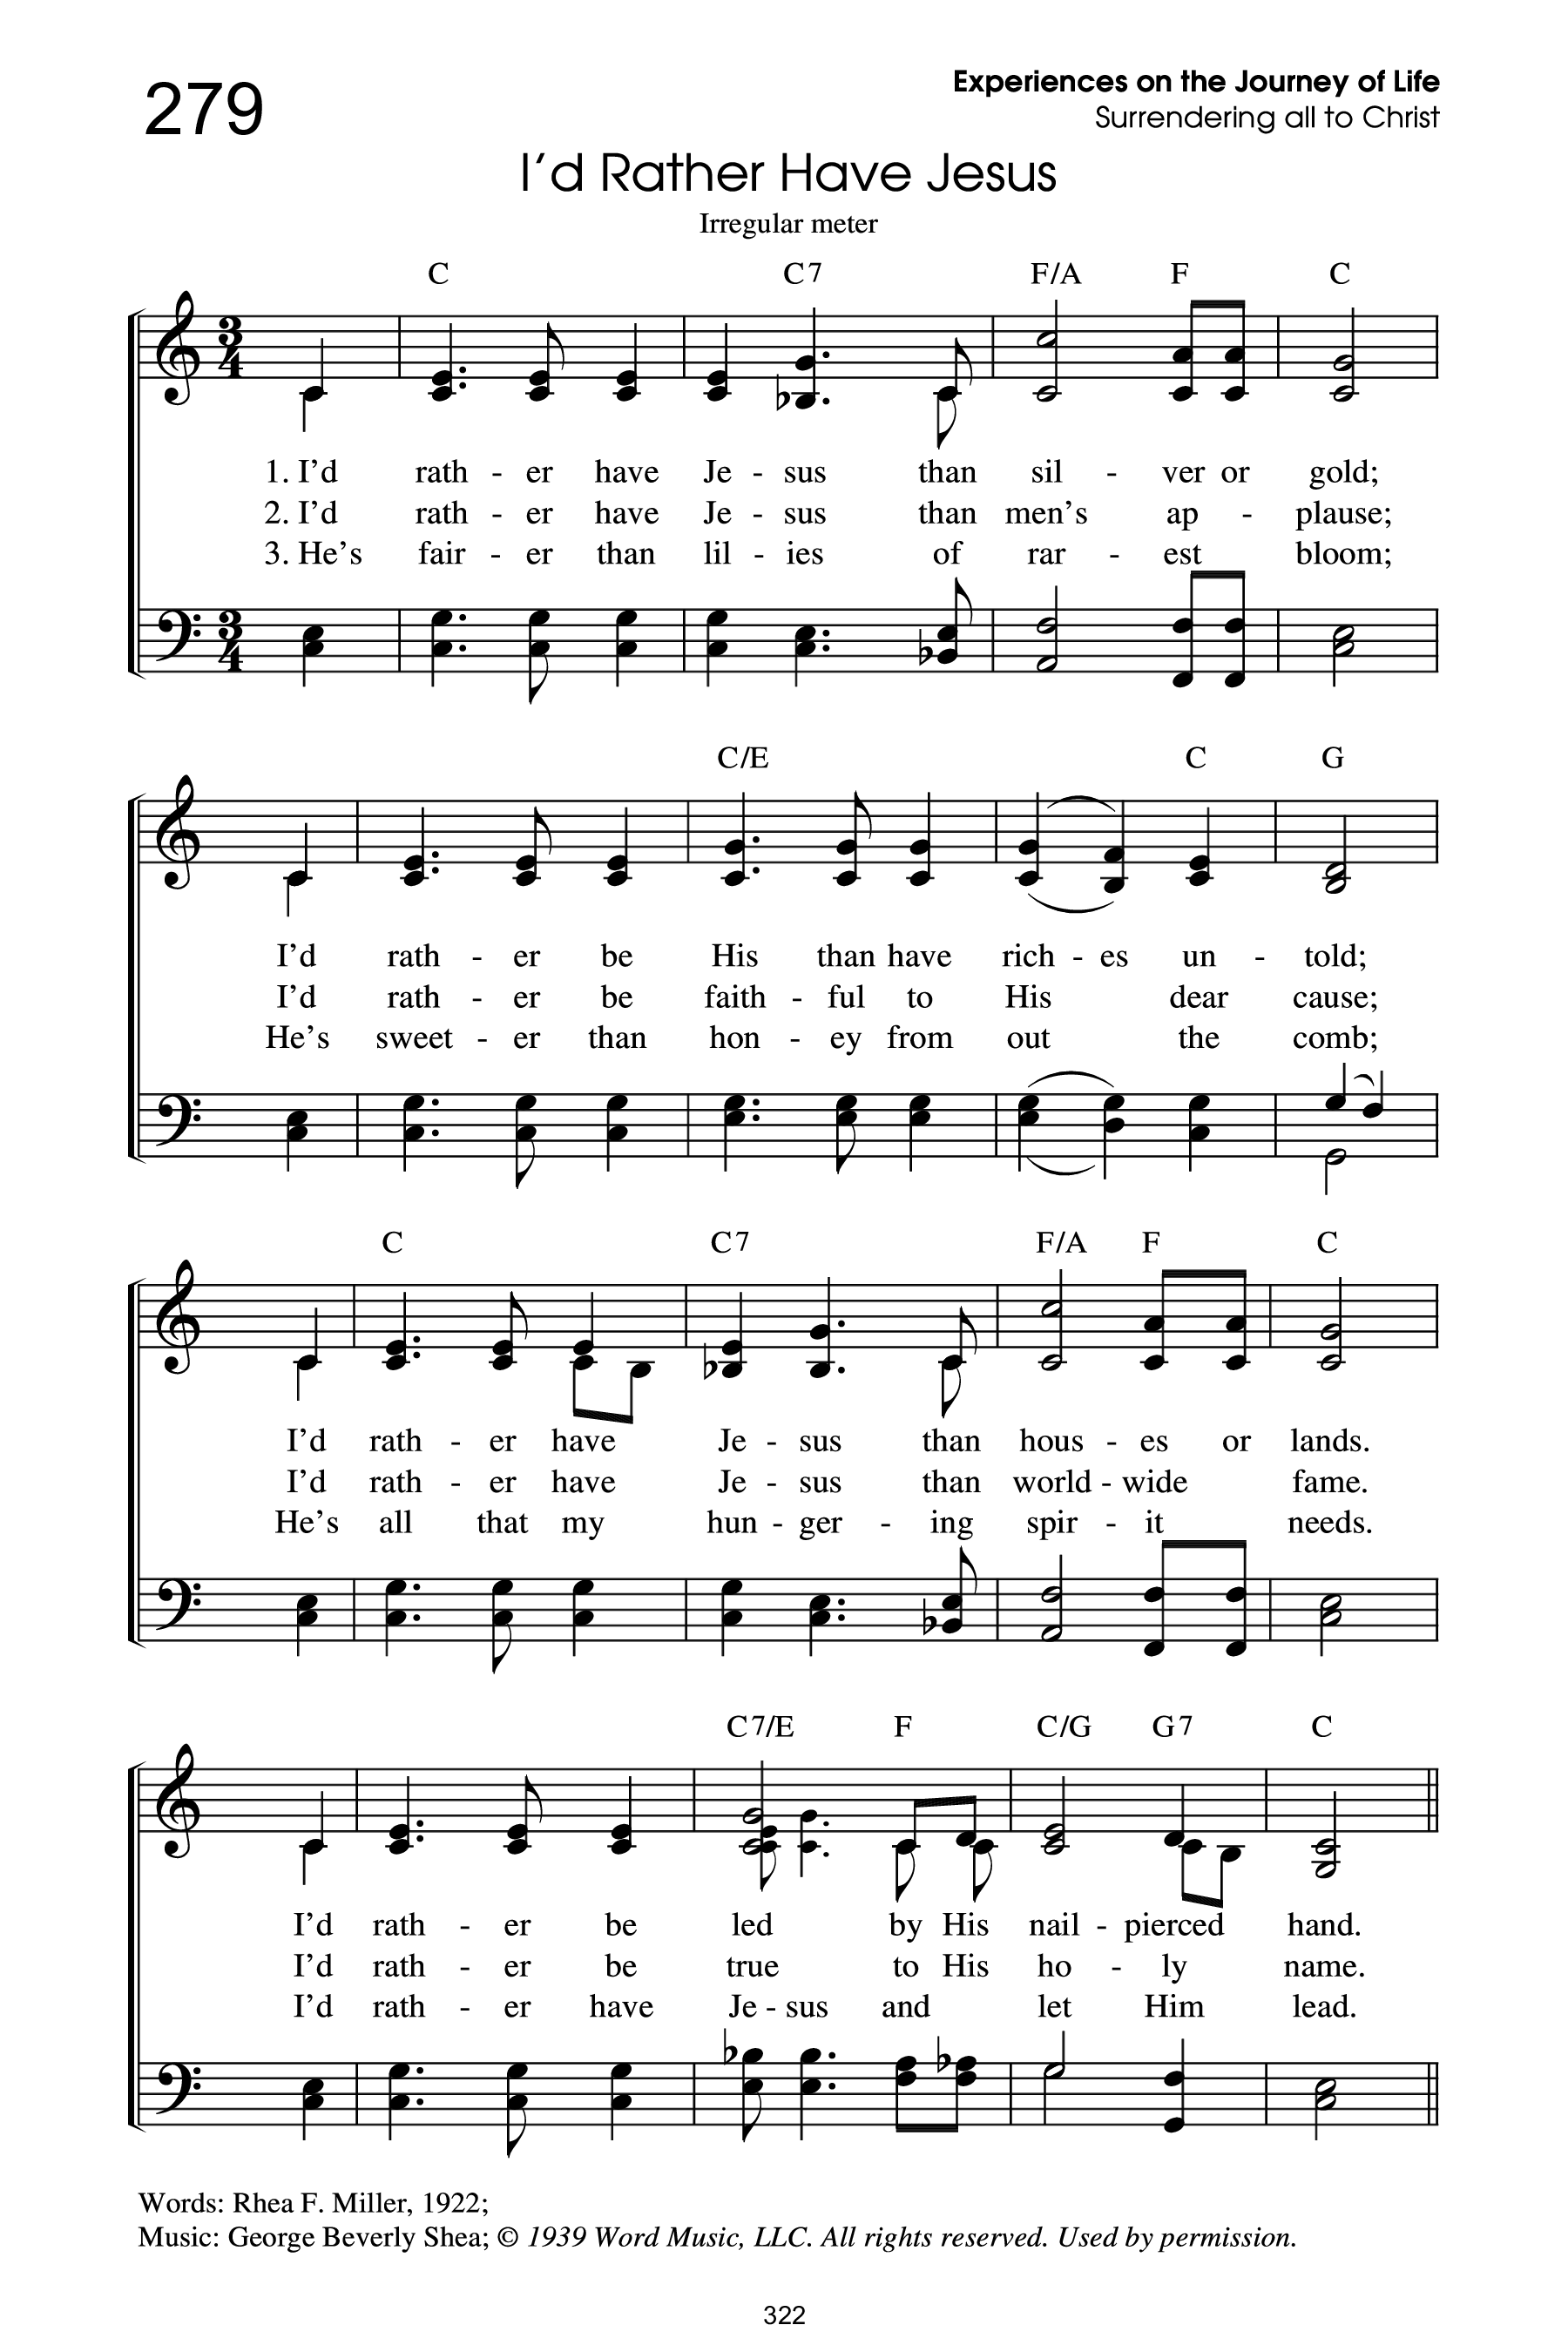 279
Experiences on the Journey of Life
Surrendering all to Christ
I'd Rather Have Jesus
Irregular meter
C C7 F/A F C
1. I'd rath - er have Je - sus than sil - ver or gold;
2. I'd rath - er have Je - sus than men's ap - plause;
3. He's fair - er than lil - ies of rar - est bloom;
C/E C G
I'd rath - er be His than have rich - es un - told;
I'd rath - er be faith - ful to His dear cause;
He's sweet - er than hon - ey from out the comb;
C C7 F/A F C
I'd rath - er have Je - sus than hous - es or lands.
I'd rath - er have Je - sus than world - wide fame.
He's all that my hun - ger - ing spir - it needs.
C7/E F C/G G7 C
I'd rath - er be led by His nail - pierced hand.
I'd rath - er be true to His ho - ly name.
I'd rath - er have Je - sus and let Him lead.
Words: Rhea F. Miller, 1922;
Music: George Beverly Shea; © 1939 Word Music, LLC. All rights reserved. Used by permission.
322